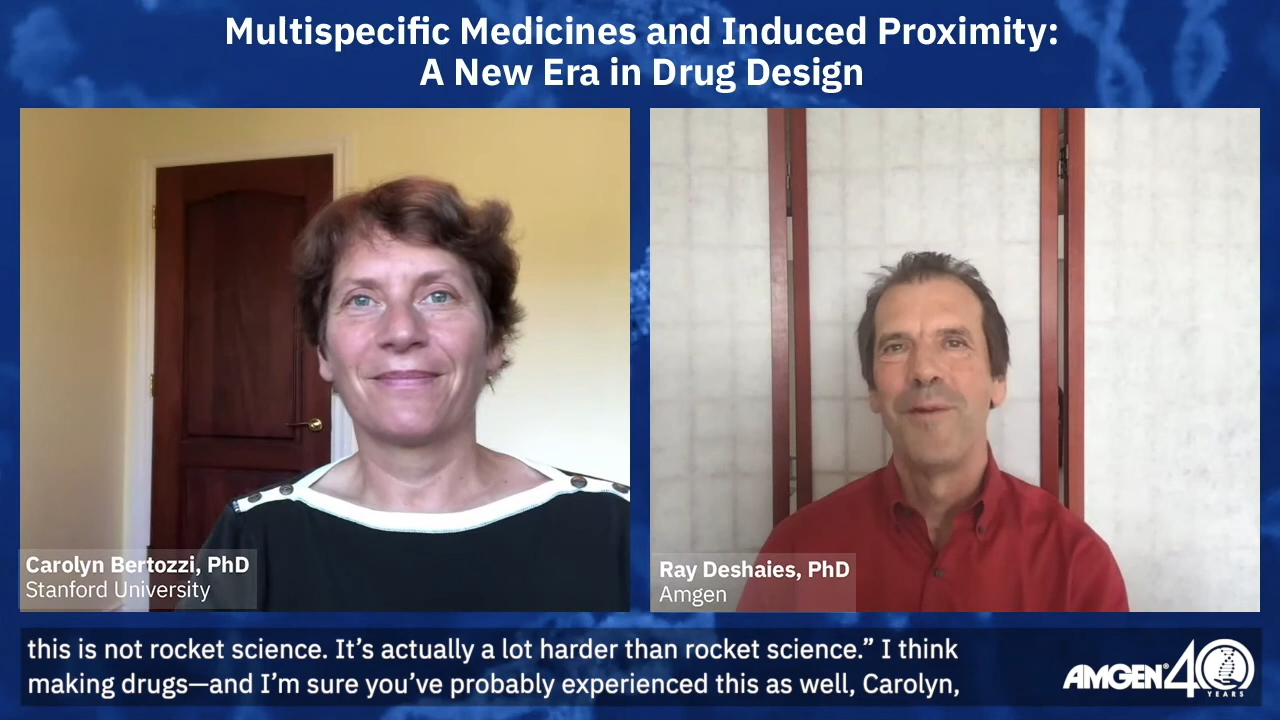 Multispecific Medicines and Induced Proximity:
A New Era in Drug Design
Carolyn Bertozzi, PhD
Stanford University
Ray Deshaies, PhD
Amgen
this is not rocket science. It’s actually a lot harder than rocket science.” I think
making drugs—and I’m sure you’ve probably experienced this as well, Carolyn,
AMGEN® 40
YEARS